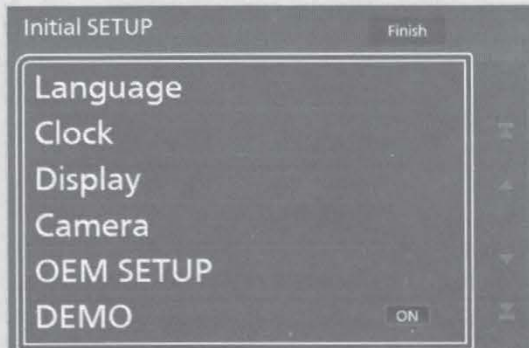 Initial SETUP
Finish
Language
Clock
Display
Camera
OEM SETUP
DEMO
ON